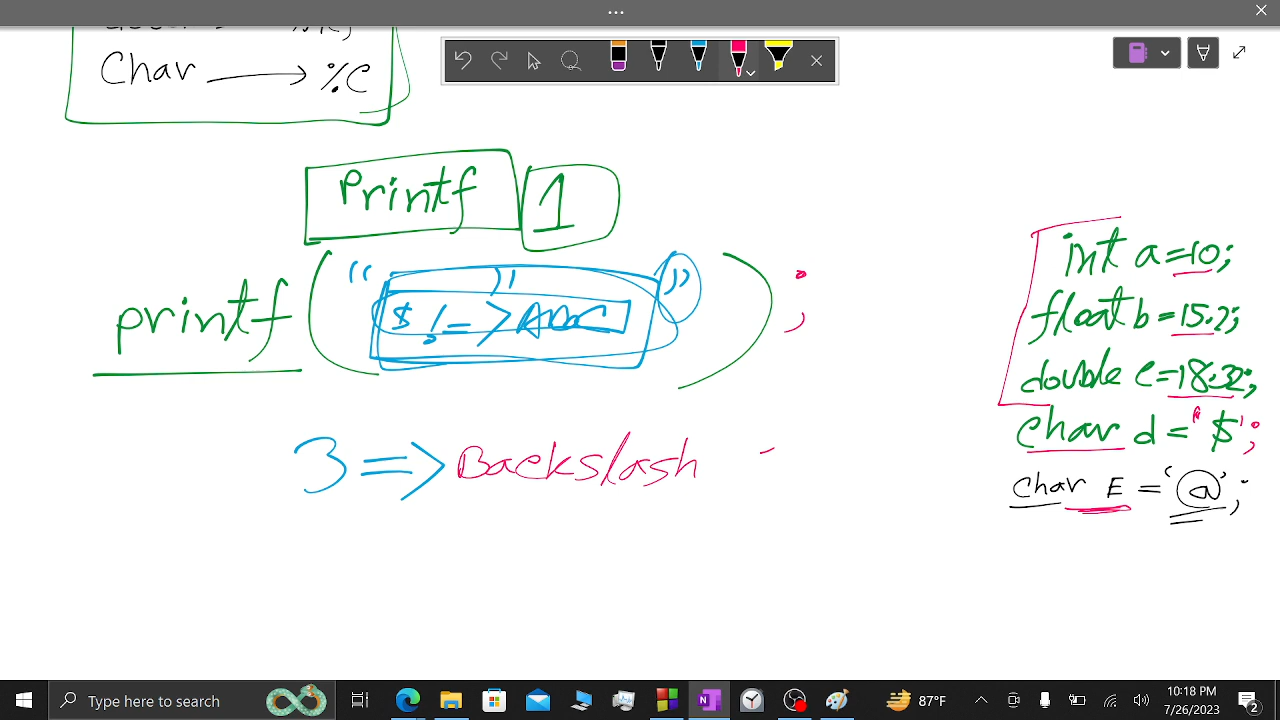 Char → %c
Printf 1
printf(" $ != > ");
3 => Backslash
int a=10;
float b=15.2;
double c=18.32;
char d='$';
char E='@';
Type here to search
87°F
10:18 PM
7/26/2023
2